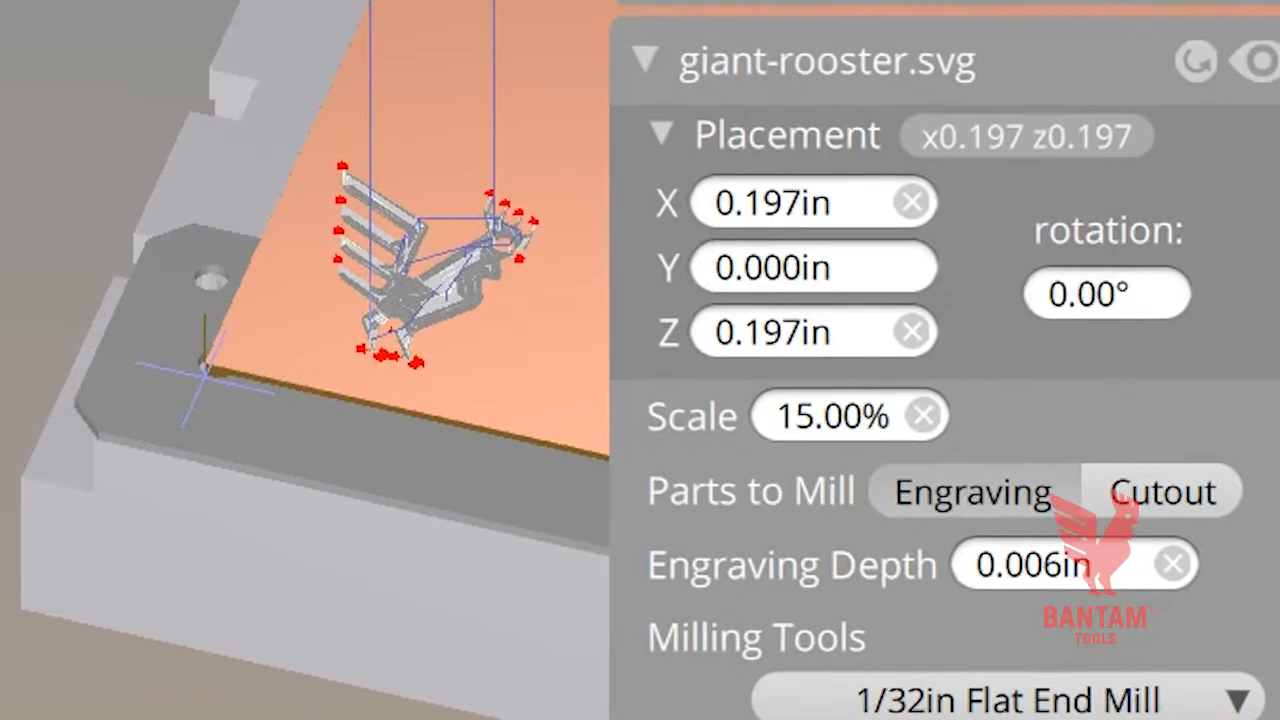 giant-rooster.svg
Placement x0.197 z0.197
X 0.197in
rotation:
Y 0.000in
0.00°
Z 0.197in
Scale 15.00%
Parts to Mill Engraving Cutout
Engraving Depth 0.006in
BANTAM
TOOLS
Milling Tools
1/32in Flat End Mill